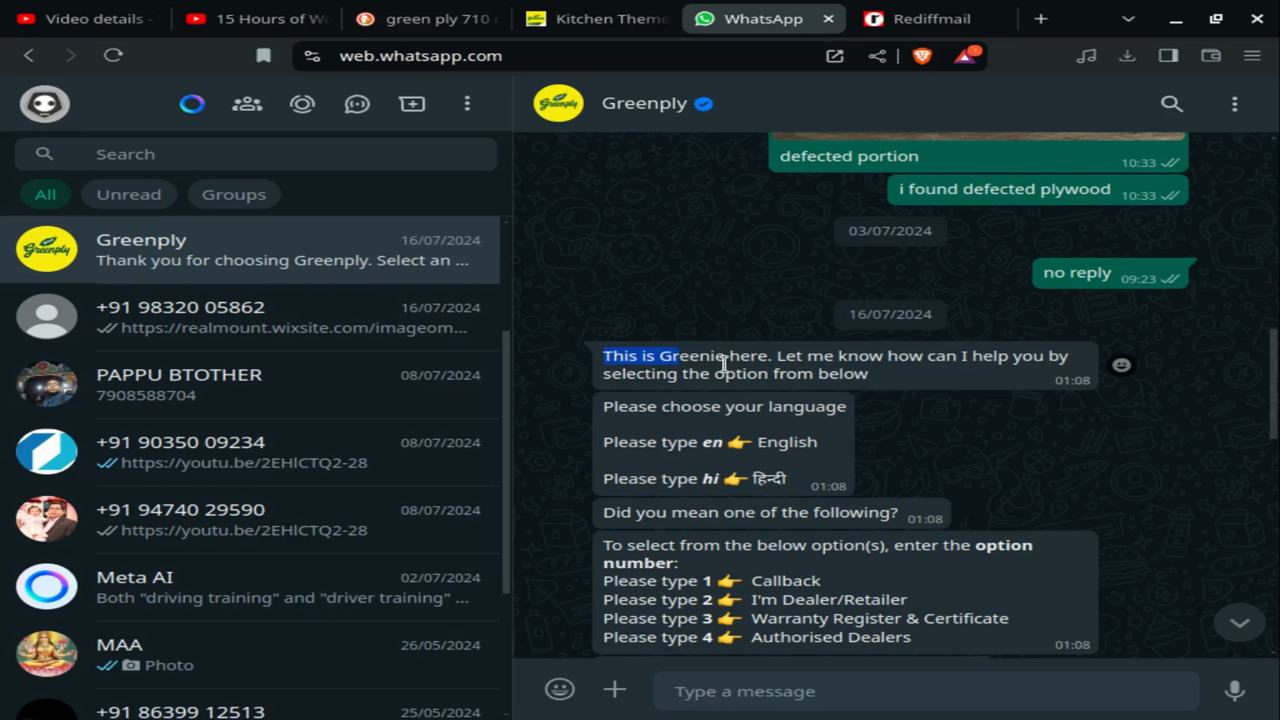 Video details -
15 Hours of Wo
green ply 710
Kitchen Theme
WhatsApp
Rediffmail
web.whatsapp.com
Greenply
Search
All
Unread
Groups
Greenply
16/07/2024
Thank you for choosing Greenply. Select an ...
+91 98320 05862
16/07/2024
https://realmount.wixsite.com/imageom...
PAPPU BTOTHER
08/07/2024
7908588704
+91 90350 09234
08/07/2024
https://youtu.be/2EHlCTQ2-28
+91 94740 29590
08/07/2024
https://youtu.be/2EHlCTQ2-28
Meta AI
02/07/2024
Both "driving training" and "driver training" ...
MAA
26/05/2024
Photo
+91 86399 12513
25/05/2024
defected portion
10:33
i found defected plywood
10:33
03/07/2024
no reply
09:23
16/07/2024
This is Greenie here. Let me know how can I help you by
selecting the option from below
01:08
Please choose your language
Please type en 👉 English
Please type hi 👉 हिन्दी
01:08
Did you mean one of the following?
01:08
To select from the below option(s), enter the option
number:
Please type 1 👉 Callback
Please type 2 👉 I'm Dealer/Retailer
Please type 3 👉 Warranty Register & Certificate
Please type 4 👉 Authorised Dealers
01:08
Type a message